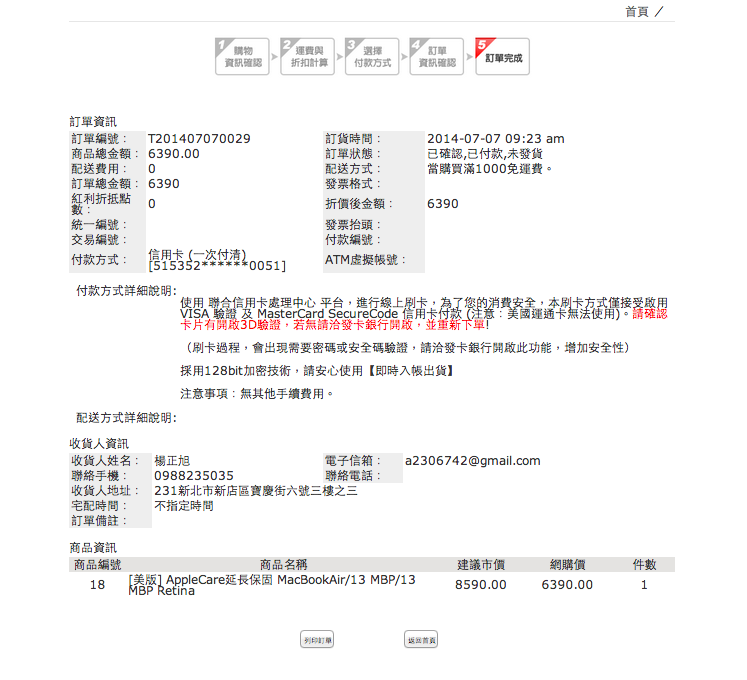 首頁 ／
1 購物 資訊確認
2 運費與 折扣計算
3 選擇 付款方式
4 訂單 資訊確認
5 訂單完成
訂單資訊
訂單編號： T201407070029 訂貨時間： 2014-07-07 09:23 am
商品總金額： 6390.00 訂單狀態： 已確認,已付款,未發貨
配送費用： 0 配送方式： 當購買滿1000免運費。
訂單總金額： 6390 發票格式：
紅利折抵點數： 0 折價後金額： 6390
統一編號： 發票抬頭：
交易編號： 付款編號：
付款方式： 信用卡 (一次付清) ATM虛擬帳號：
[515352******0051]
付款方式詳細說明:
使用 聯合信用卡處理中心 平台，進行線上刷卡，為了您的消費安全，本刷卡方式僅接受啟用
VISA 驗證 及 MasterCard SecureCode 信用卡付款 (注意：美國運通卡無法使用)。請確認
卡片有開啟3D驗證，若無請洽發卡銀行開啟，並重新下單!
（刷卡過程，會出現需要密碼或安全碼驗證，請洽發卡銀行開啟此功能，增加安全性）
採用128bit加密技術，請安心使用【即時入帳出貨】
注意事項：無其他手續費用。
配送方式詳細說明:
收貨人資訊
收貨人姓名： 楊正旭 電子信箱： a2306742@gmail.com
聯絡手機： 0988235035 聯絡電話：
收貨人地址： 231新北市新店區寶慶街六號三樓之三
宅配時間： 不指定時間
訂單備註：
商品資訊
商品編號 商品名稱 建議市價 網購價 件數
18 [美版] AppleCare延長保固 MacBookAir/13 MBP/13 8590.00 6390.00 1
MBP Retina
列印訂單 返回首頁